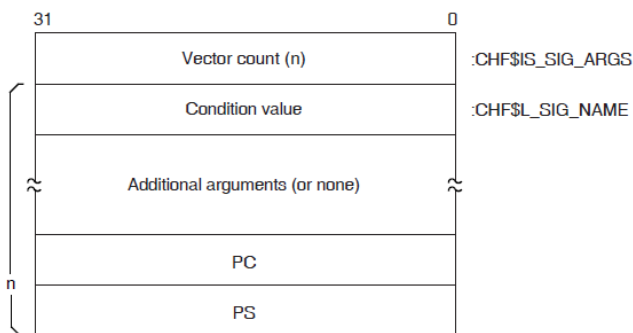 31 0
Vector count (n) :CHF$IS_SIG_ARGS
Condition value :CHF$L_SIG_NAME
Additional arguments (or none)
PC
n
PS